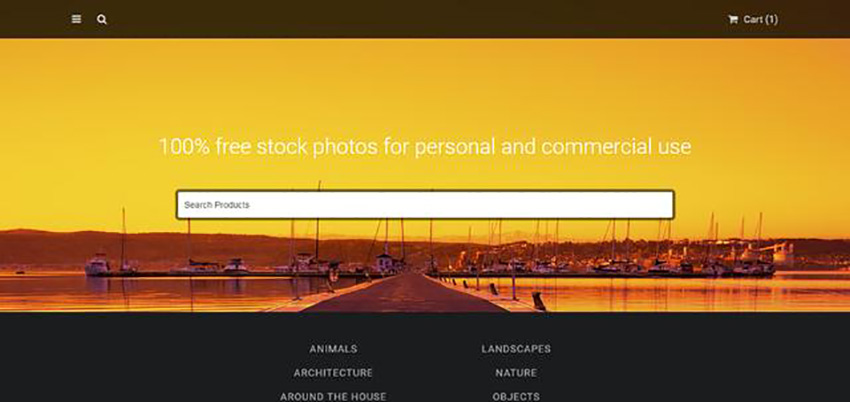 Cart (1)
100% free stock photos for personal and commercial use
Search Products
ANIMALS
LANDSCAPES
ARCHITECTURE
NATURE
AROUND THE HOUSE
OBJECTS